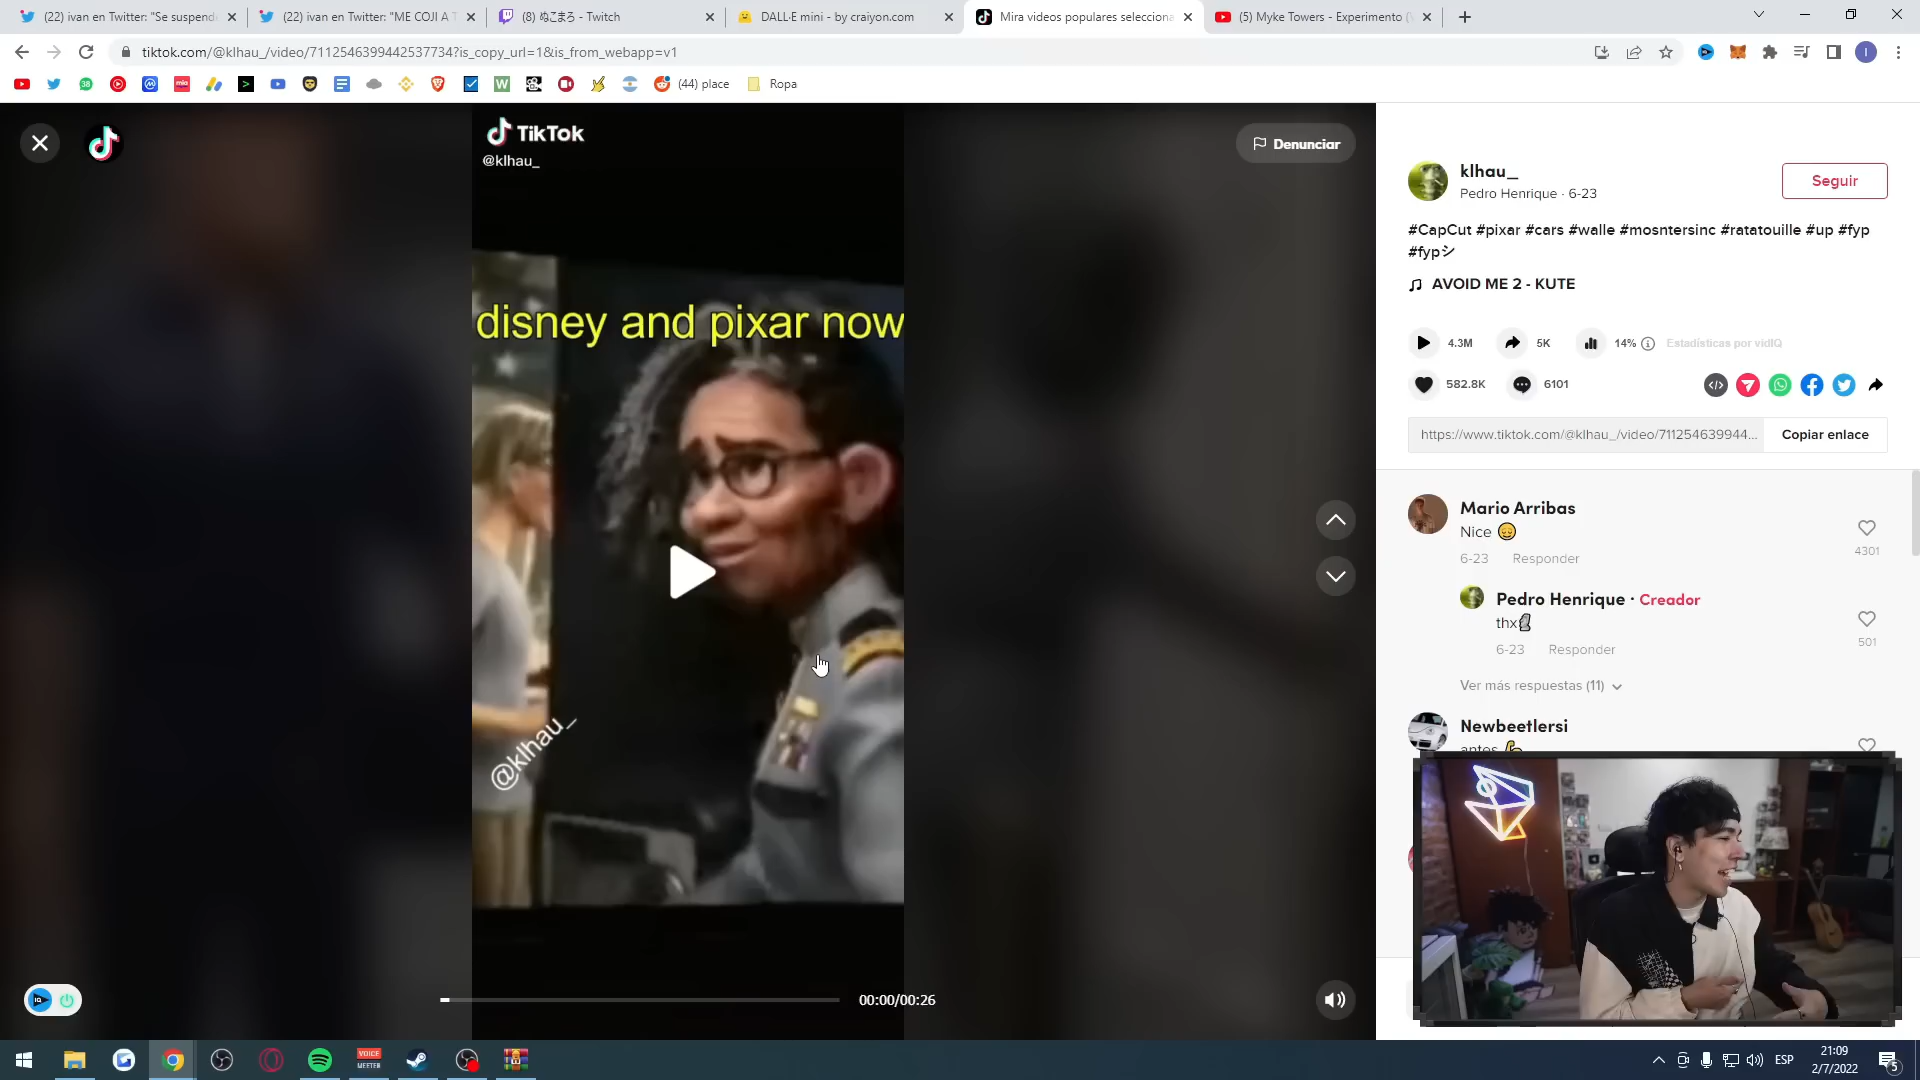 (22) ivan en Twitter: "Se suspende
(22) ivan en Twitter: "ME COJI A T
(8) ぬこまろ - Twitch
DALL·E mini - by craiyon.com
Mira videos populares selecciona
(5) Myke Towers - Experimento (
tiktok.com/@klhau_/video/7112546399442537734?is_copy_url=1&is_from_webapp=v1
(44) place
Ropa
TikTok
@klhau_
Denunciar
disney and pixar now
@klhau_
00:00/00:26
klhau_
Pedro Henrique · 6-23
Seguir
#CapCut #pixar #cars #walle #mosntersinc #ratatouille #up #fyp
#fypシ
AVOID ME 2 - KUTE
4.3M
5K
14%
Estadísticas por vidIQ
582.8K
6101
https://www.tiktok.com/@klhau_/video/711254639944...
Copiar enlace
Mario Arribas
Nice 😌
6-23 Responder
4301
Pedro Henrique · Creador
thx🗿
6-23 Responder
501
Ver más respuestas (11)
Newbeetlersi
antes 💪
VOICE
MEETER
ESP
21:09
2/7/2022
5